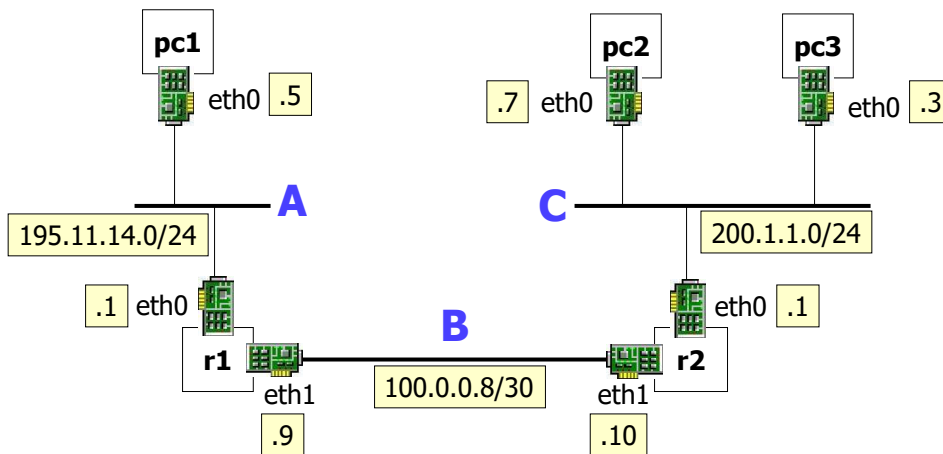 pc1
pc2
pc3
eth0 .5
.7 eth0
eth0 .3
A
C
195.11.14.0/24
200.1.1.0/24
.1 eth0
eth0 .1
B
r1
r2
100.0.0.8/30
eth1
eth1
.9
.10